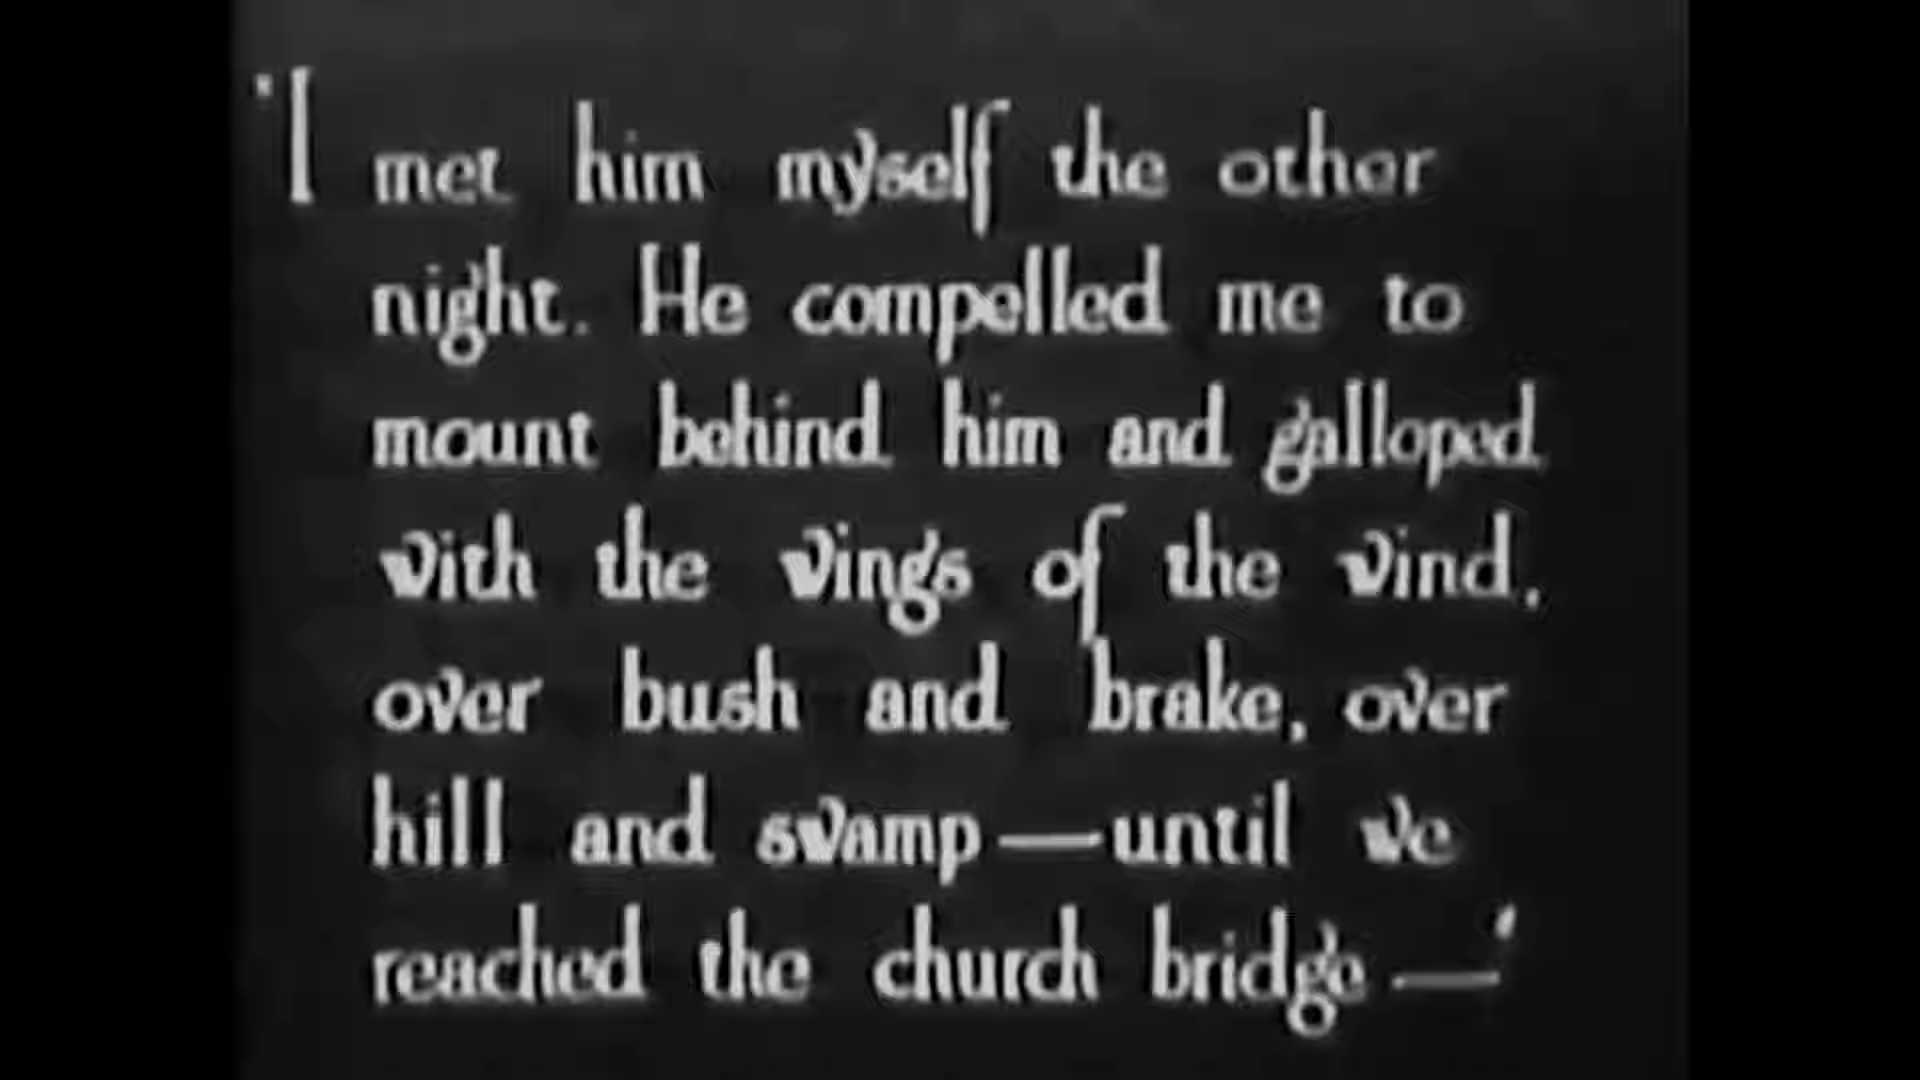 'I met him myself the other
night. He compelled me to
mount behind him and galloped
with the wings of the wind,
over bush and brake, over
hill and swamp—until we
reached the church bridge—'